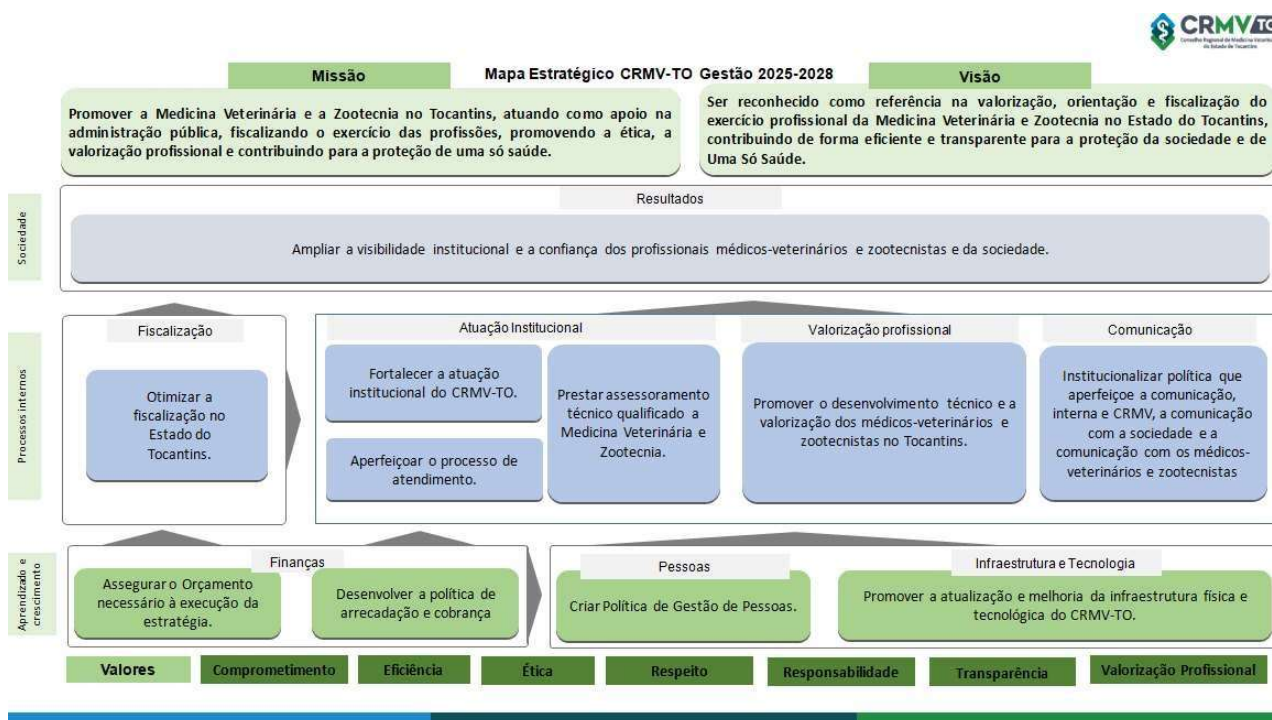 CRMV TO
Conselho Regional de Medicina Veterinária
do Estado do Tocantins
Missão
Mapa Estratégico CRMV-TO Gestão 2025-2028
Visão
Promover a Medicina Veterinária e a Zootecnia no Tocantins, atuando como apoio na
administração pública, fiscalizando o exercício das profissões, promovendo a ética, a
valorização profissional e contribuindo para a proteção de uma só saúde.
Ser reconhecido como referência na valorização, orientação e fiscalização do
exercício profissional da Medicina Veterinária e Zootecnia no Estado do Tocantins,
contribuindo de forma eficiente e transparente para a proteção da sociedade e de
Uma Só Saúde.
Sociedade
Resultados
Ampliar a visibilidade institucional e a confiança dos profissionais médicos-veterinários e zootecnistas e da sociedade.
Processos internos
Fiscalização
Otimizar a
fiscalização no
Estado do
Tocantins.
Atuação Institucional
Fortalecer a atuação
institucional do CRMV-TO.
Aperfeiçoar o processo de
atendimento.
Prestar assessoramento
técnico qualificado a
Medicina Veterinária e
Zootecnia.
Valorização profissional
Promover o desenvolvimento técnico e a
valorização dos médicos-veterinários e
zootecnistas no Tocantins.
Comunicação
Institucionalizar política que
aperfeiçoe a comunicação,
interna e CRMV, a comunicação
com a sociedade e a
comunicação com os médicos-
veterinários e zootecnistas
Aprendizado e
crescimento
Finanças
Assegurar o Orçamento
necessário à execução da
estratégia.
Desenvolver a política de
arrecadação e cobrança
Pessoas
Criar Política de Gestão de Pessoas.
Infraestrutura e Tecnologia
Promover a atualização e melhoria da infraestrutura física e
tecnológica do CRMV-TO.
Valores
Comprometimento
Eficiência
Ética
Respeito
Responsabilidade
Transparência
Valorização Profissional